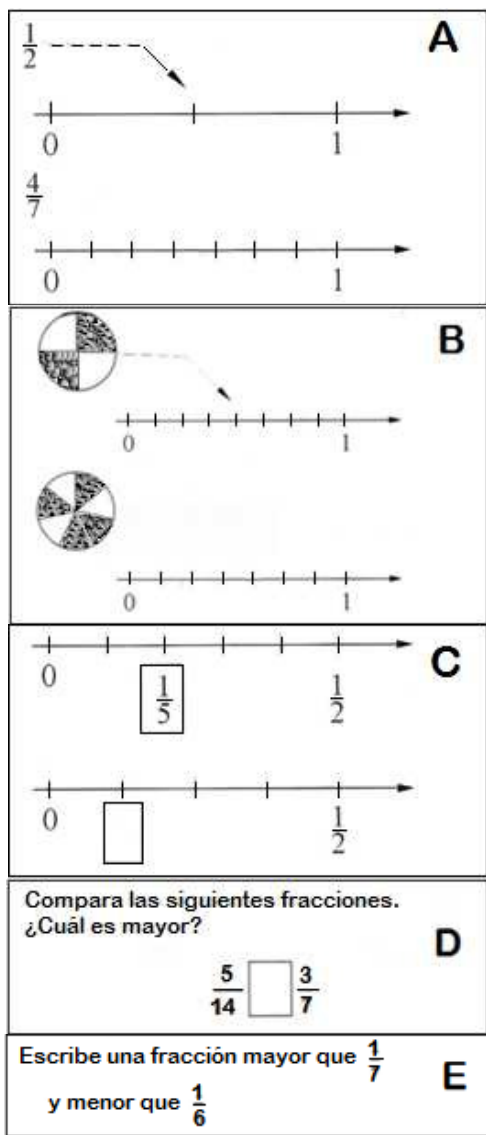 A
1/2
0 1
4/7
0 1
B
0 1
0 1
C
0 1/5 1/2
0 1/2
Compara las siguientes fracciones.
¿Cuál es mayor?
D
5/14 3/7
Escribe una fracción mayor que 1/7
y menor que 1/6
E